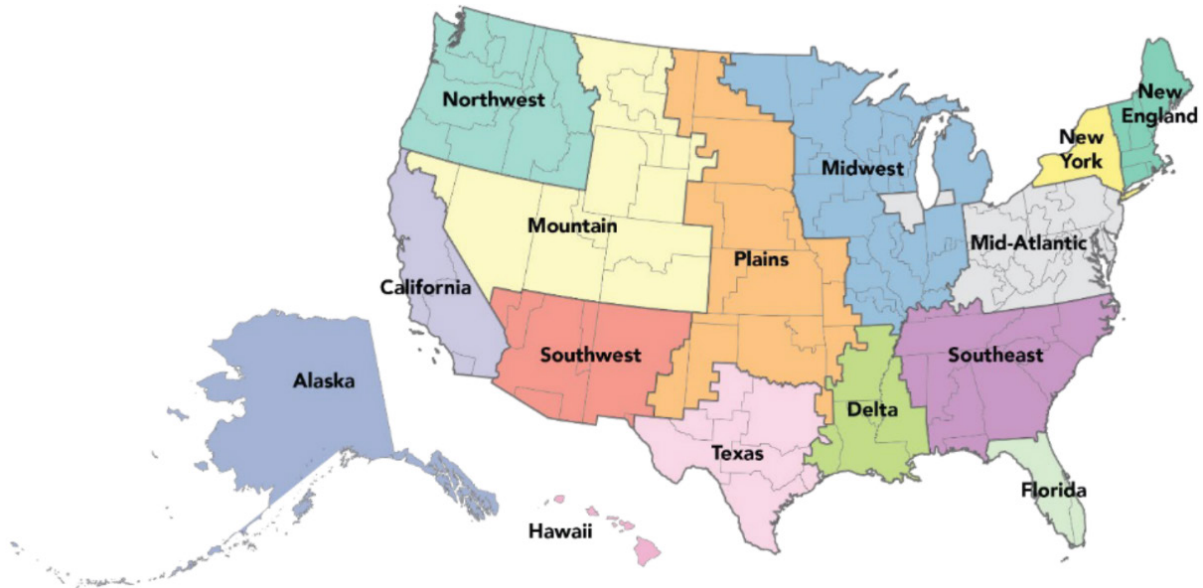 Northwest
New
England
New
York
Midwest
Mountain
Mid-Atlantic
Plains
California
Southwest
Southeast
Alaska
Delta
Texas
Florida
Hawaii